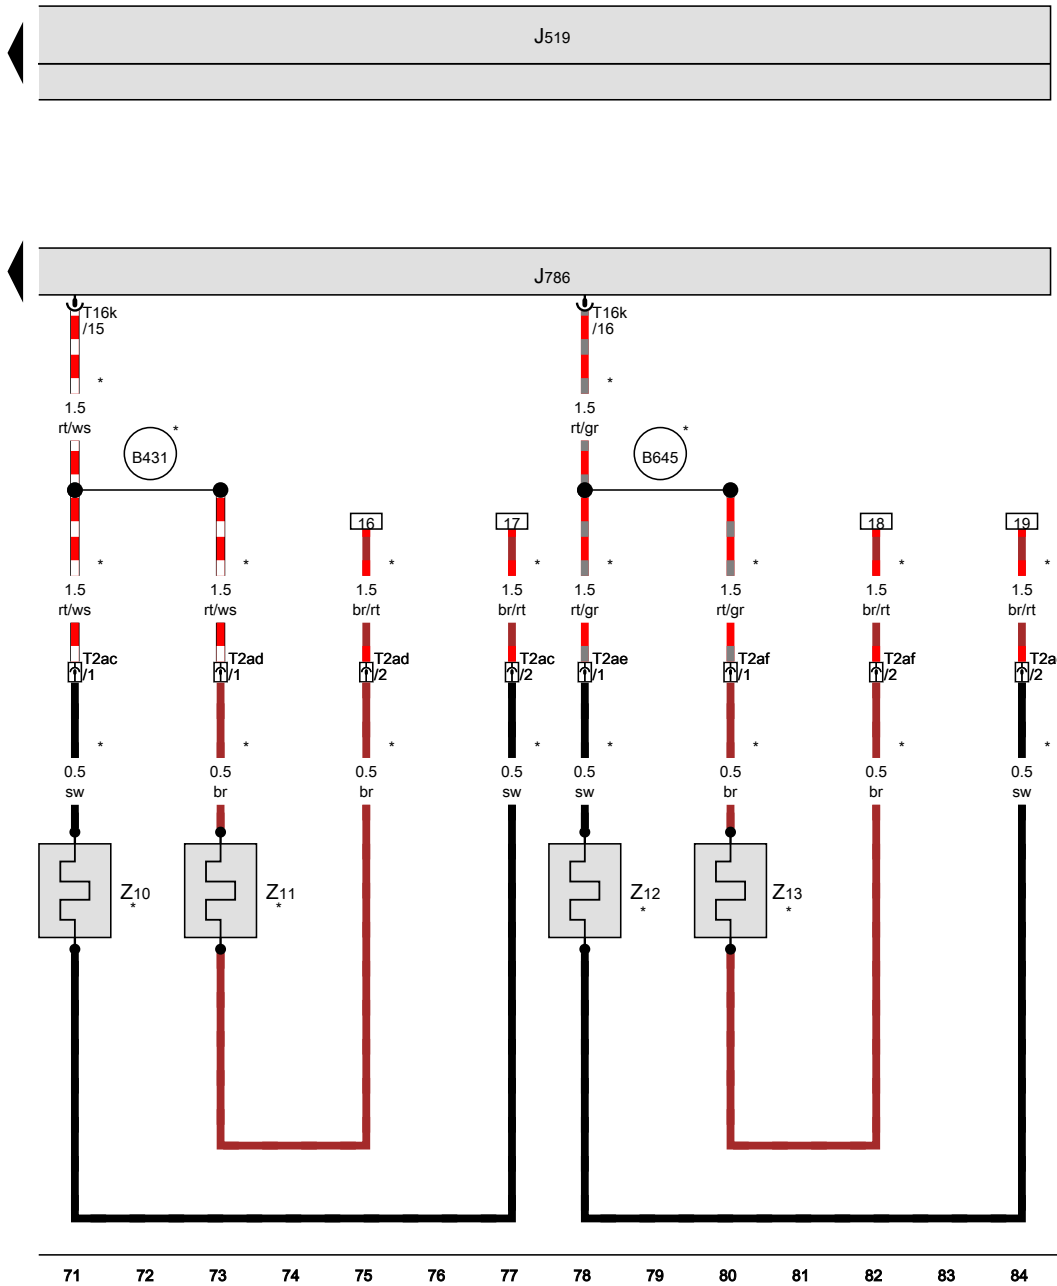 J519
J786
T16k
/15
T16k
/16
*
*
1.5
rt/ws
1.5
rt/gr
B431
*
B645
*
16
17
18
19
*
*
*
*
*
*
*
*
1.5
rt/ws
1.5
rt/ws
1.5
br/rt
1.5
br/rt
1.5
rt/gr
1.5
rt/gr
1.5
br/rt
1.5
br/rt
T2ac
/1
T2ad
/1
T2ad
/2
T2ac
/2
T2ae
/1
T2af
/1
T2af
/2
T2a
/2
*
*
*
*
*
*
*
*
0.5
sw
0.5
br
0.5
br
0.5
sw
0.5
sw
0.5
br
0.5
br
0.5
sw
Z10
*
Z11
*
Z12
*
Z13
*
71 72 73 74 75 76 77 78 79 80 81 82 83 84